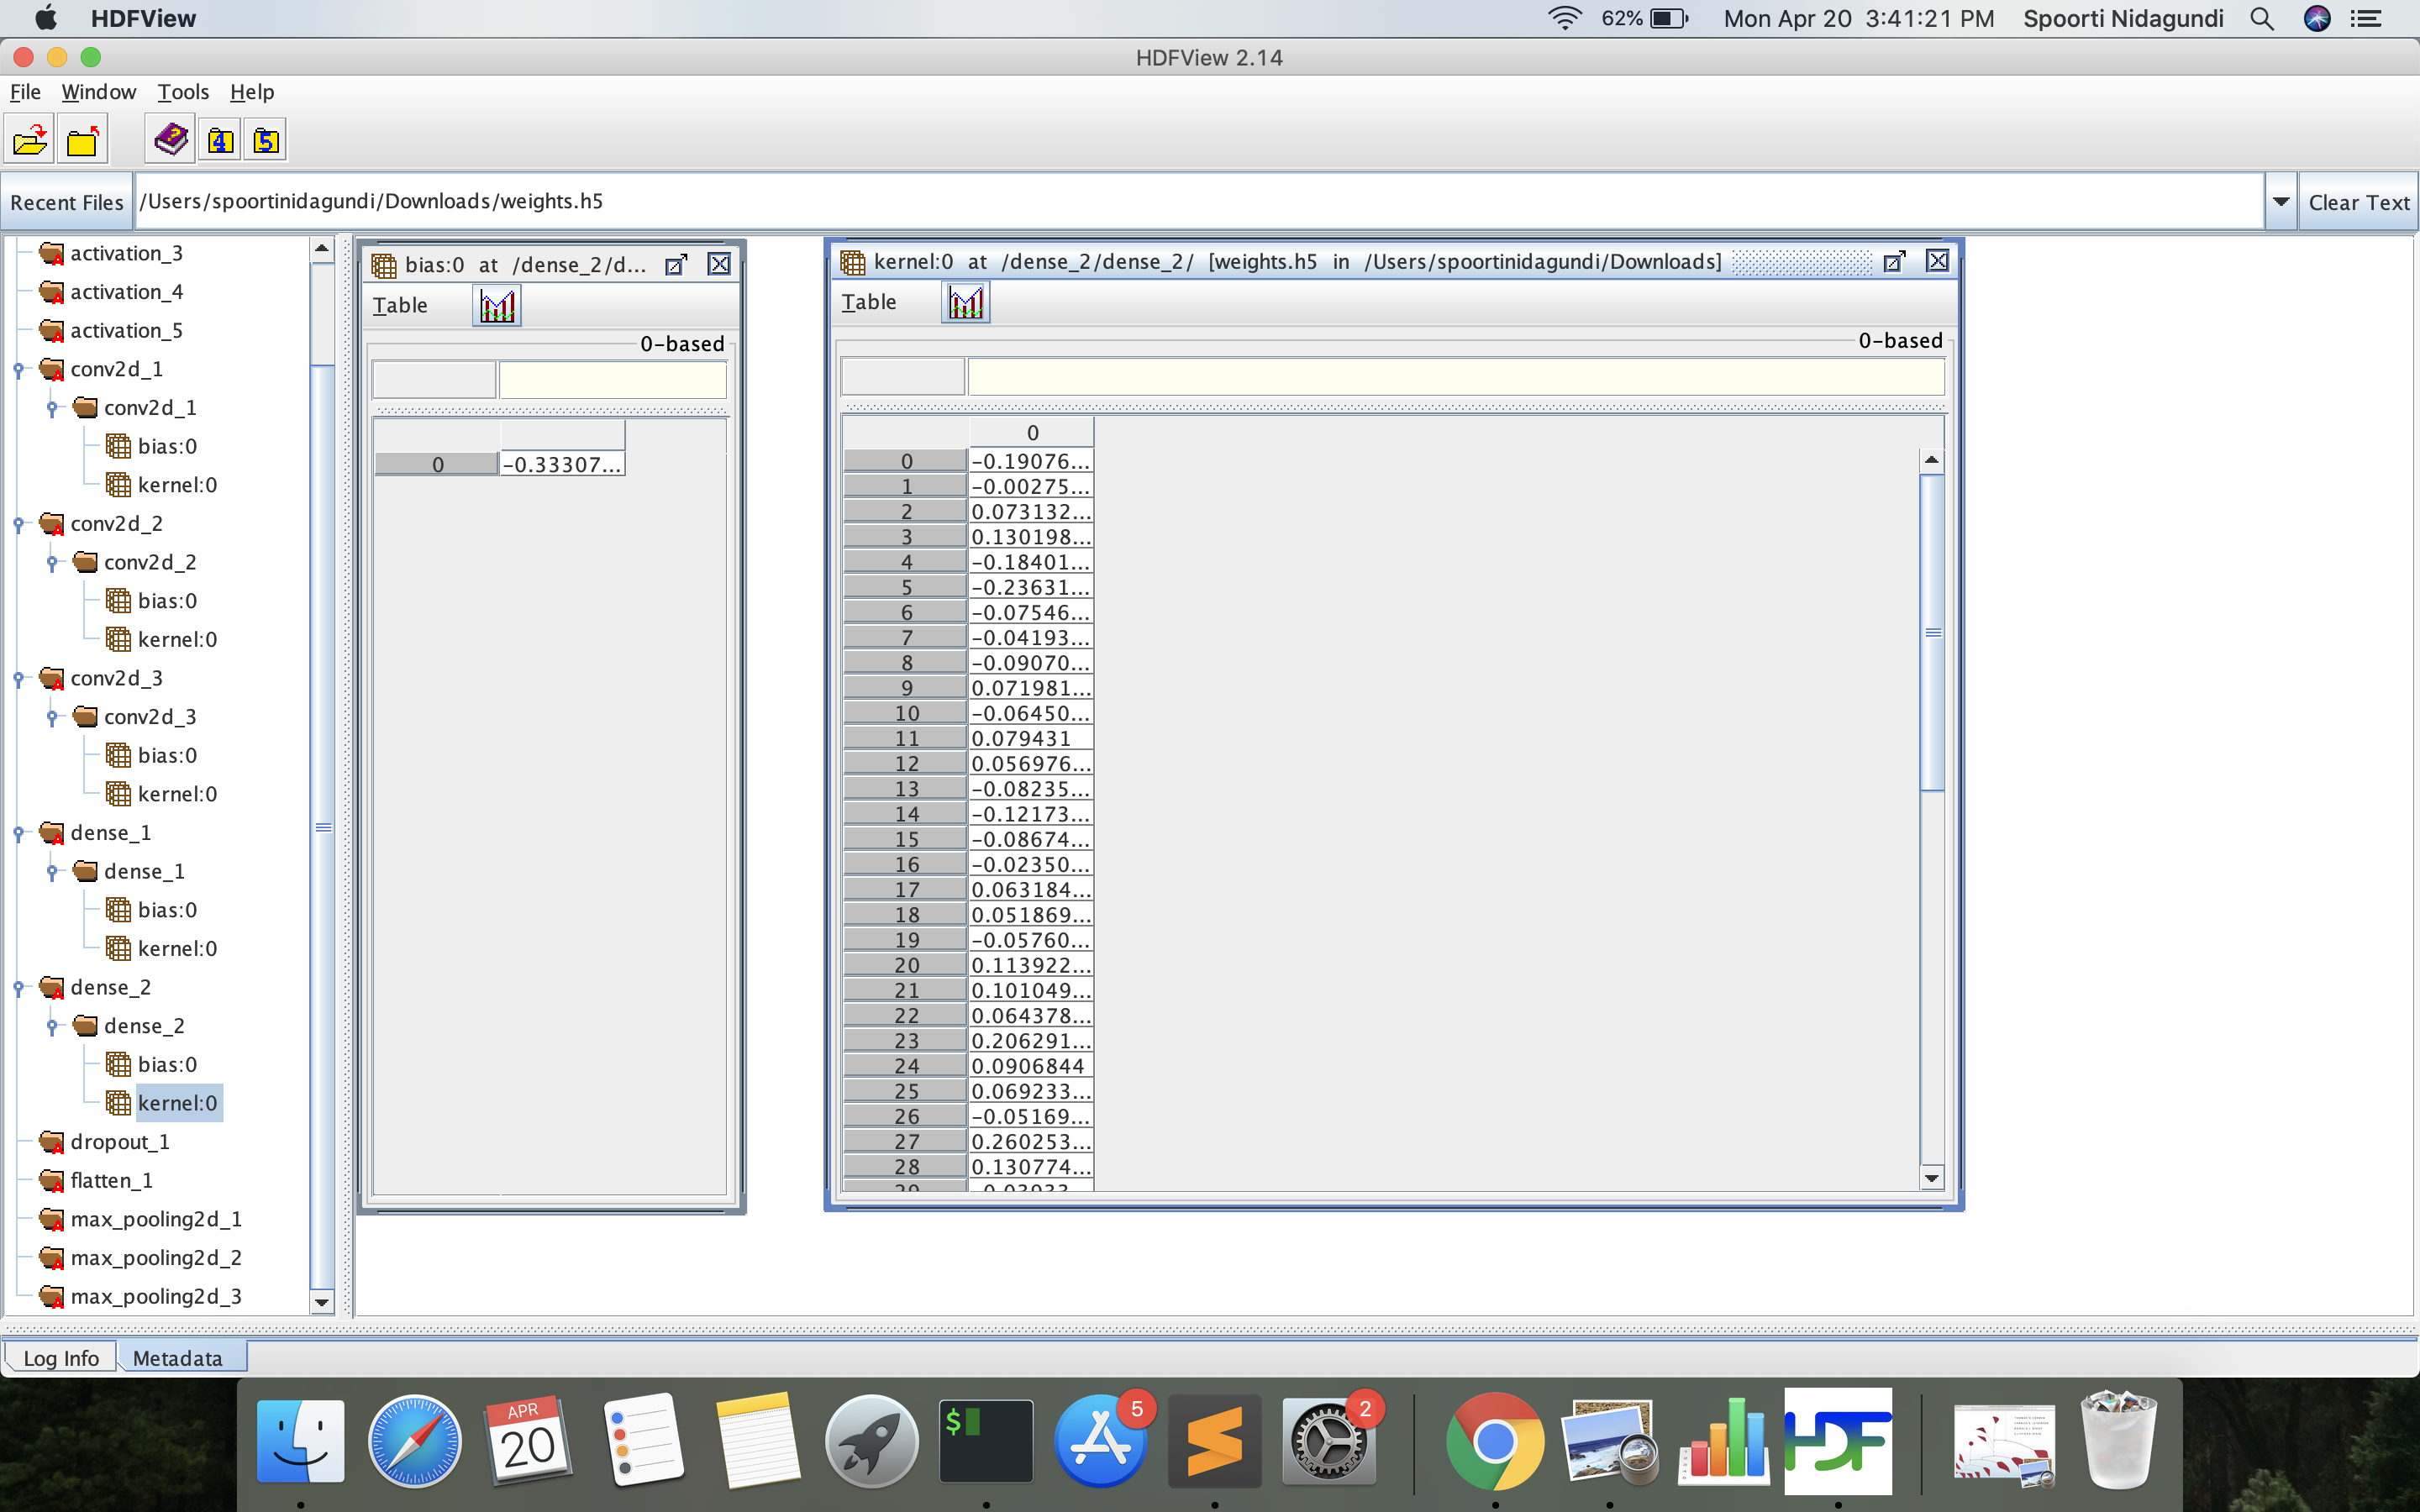 HDFView
62%
Mon Apr 20 3:41:21 PM
Spoorti Nidagundi
HDFView 2.14
File Window Tools Help
4 5
Recent Files
/Users/spoortinidagundi/Downloads/weights.h5
Clear Text
activation_3
activation_4
activation_5
conv2d_1
conv2d_1
bias:0
kernel:0
conv2d_2
conv2d_2
bias:0
kernel:0
conv2d_3
conv2d_3
bias:0
kernel:0
dense_1
dense_1
bias:0
kernel:0
dense_2
dense_2
bias:0
kernel:0
dropout_1
flatten_1
max_pooling2d_1
max_pooling2d_2
max_pooling2d_3
bias:0 at /dense_2/d...
Table
0-based
0 -0.33307...
kernel:0 at /dense_2/dense_2/ [weights.h5 in /Users/spoortinidagundi/Downloads]
Table
0-based
0
0 -0.19076...
1 -0.00275...
2 0.073132...
3 0.130198...
4 -0.18401...
5 -0.23631...
6 -0.07546...
7 -0.04193...
8 -0.09070...
9 0.071981...
10 -0.06450...
11 0.079431
12 0.056976...
13 -0.08235...
14 -0.12173...
15 -0.08674...
16 -0.02350...
17 0.063184...
18 0.051869...
19 -0.05760...
20 0.113922...
21 0.101049...
22 0.064378...
23 0.206291...
24 0.0906844
25 0.069233...
26 -0.05169...
27 0.260253...
28 0.130774...
Log Info Metadata
APR
20
$
5
2
HDF